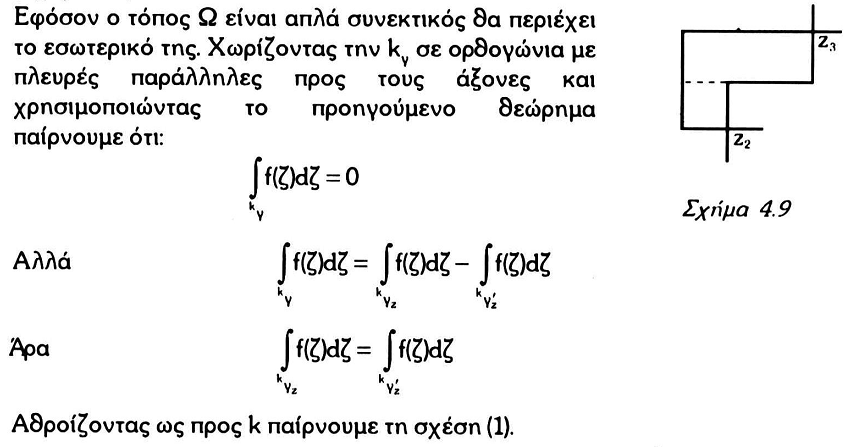 Εφόσον ο τόπος Ω είναι απλά συνεκτικός θα περιέχει
το εσωτερικό της. Χωρίζοντας την k_γ σε ορθογώνια με
πλευρές παράλληλες προς τους άξονες και
χρησιμοποιώντας το προηγούμενο θεώρημα
παίρνουμε ότι:
∫_{k_γ} f(ζ)dζ = 0
z₃
z₂
Σχήμα 4.9
Αλλά ∫_{k_γ} f(ζ)dζ = ∫_{k_{γ_z}} f(ζ)dζ − ∫_{k_{γ'_z}} f(ζ)dζ
Άρα ∫_{k_{γ_z}} f(ζ)dζ = ∫_{k_{γ'_z}} f(ζ)dζ
Αθροίζοντας ως προς k παίρνουμε τη σχέση (1).